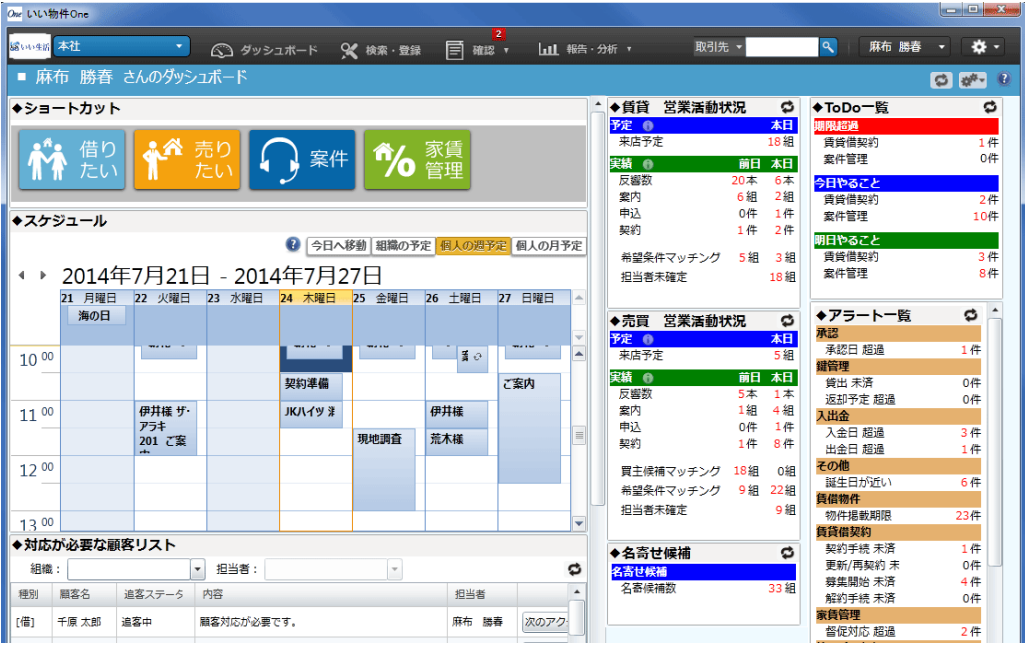 One いい物件One
いい生活 本社 ダッシュボード 検索・登録 確認 2 報告・分析 取引先 麻布 勝春
麻布 勝春 さんのダッシュボード
◆ショートカット
借りたい 売りたい 案件 家賃管理
◆スケジュール
今日へ移動 組織の予定 個人の週予定 個人の月予定
2014年7月21日 - 2014年7月27日
21 月曜日 22 火曜日 23 水曜日 24 木曜日 25 金曜日 26 土曜日 27 日曜日
海の日
10 00
契約準備 ご案内
11 00 伊井様 ザ・アラキ 201 ご案 JKハイツ 伊井様
現地調査 荒木様
12 00
13 00
◆対応が必要な顧客リスト
組織： 担当者：
種別 顧客名 追客ステータ 内容 担当者
[借] 千原 太郎 追客中 顧客対応が必要です。 麻布 勝春 次のアク
◆賃貸 営業活動状況
予定 本日
来店予定 18組
実績 前日 本日
反響数 20本 6本
案内 6組 2組
申込 0件 1件
契約 1件 2件
希望条件マッチング 5組 3組
担当者未確定 18組
◆売買 営業活動状況
予定 本日
来店予定 5組
実績 前日 本日
反響数 5本 1本
案内 1組 4組
申込 0件 1件
契約 1件 8件
買主候補マッチング 18組 0組
希望条件マッチング 9組 22組
担当者未確定 9組
◆名寄せ候補
名寄せ候補
名寄候補数 33組
◆ToDo一覧
期限超過
賃貸借契約 1件
案件管理 0件
今日やること
賃貸借契約 2件
案件管理 10件
明日やること
賃貸借契約 3件
案件管理 8件
◆アラート一覧
承認
承認日 超過 1件
鍵管理
貸出 未済 0件
返却予定 超過 0件
入出金
入金日 超過 3件
出金日 超過 1件
その他
誕生日が近い 6件
賃借物件
物件掲載期限 23件
賃貸借契約
契約手続 未済 1件
更新/再契約 未 0件
募集開始 未済 4件
解約手続 未済 0件
家賃管理
督促対応 超過 2件